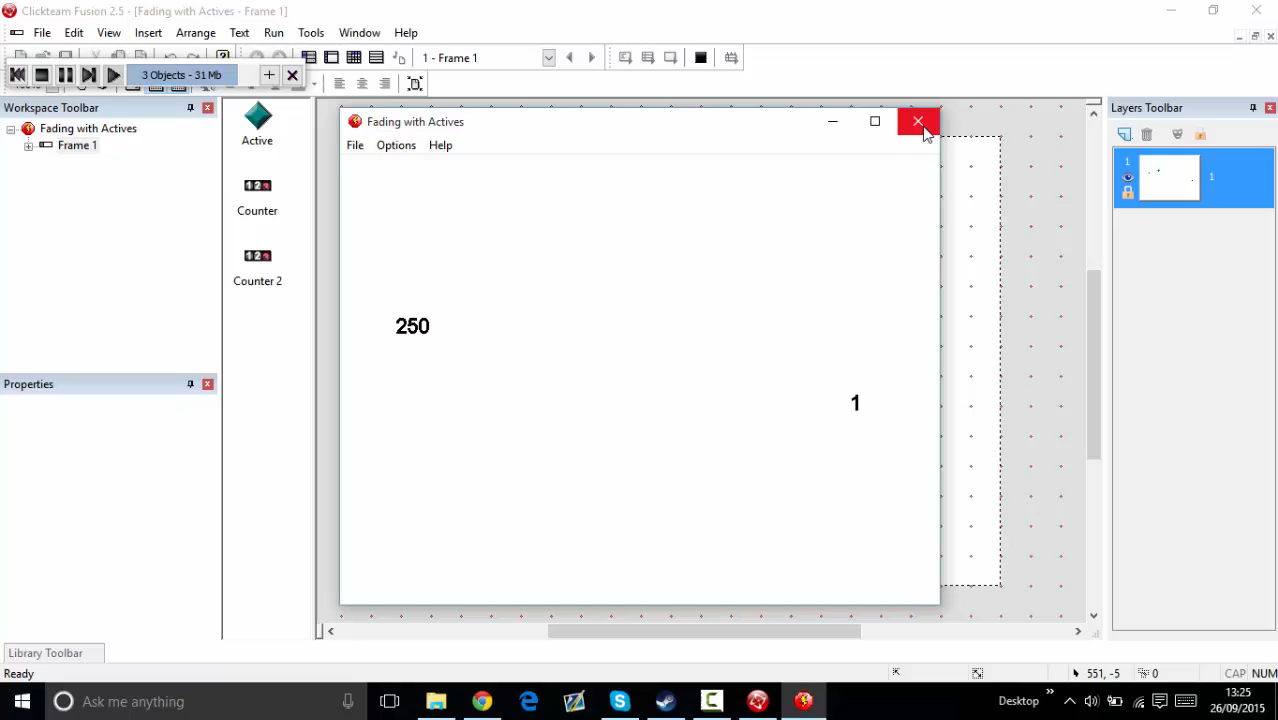 Clickteam Fusion 2.5 - [Fading with Actives - Frame 1]
File Edit View Insert Arrange Text Run Tools Window Help
1 - Frame 1
3 Objects - 31 Mb
Workspace Toolbar
Fading with Actives
Frame 1
Properties
Library Toolbar
Active
Counter
Counter 2
Fading with Actives
File Options Help
250
1
Layers Toolbar
1
1
Ready
551, -5
0
CAP NUM
Ask me anything
Desktop
13:25
26/09/2015